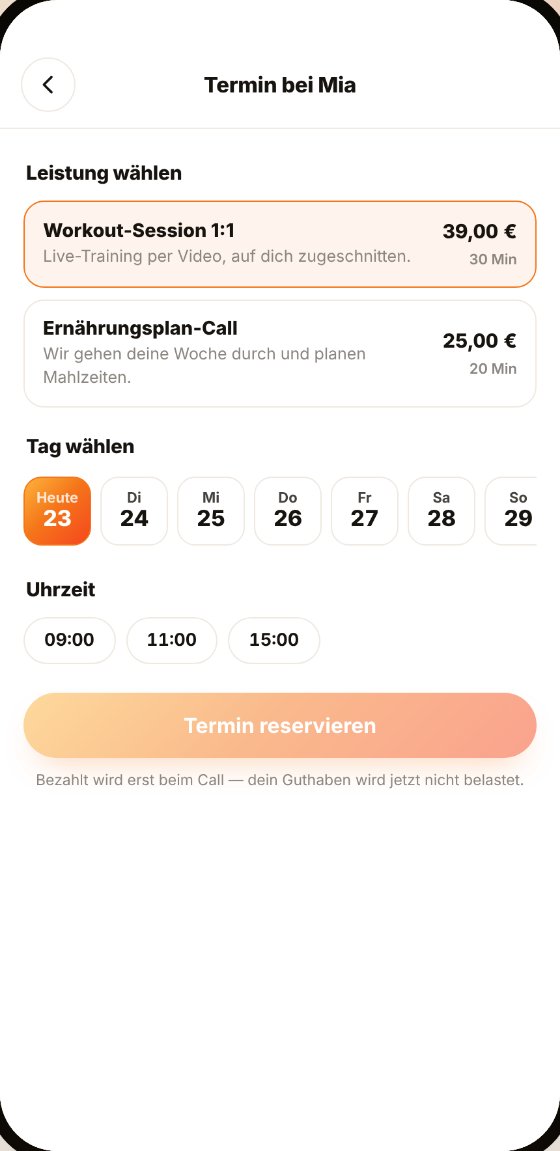 Termin bei Mia
Leistung wählen
Workout-Session 1:1
39,00 €
Live-Training per Video, auf dich zugeschnitten.
30 Min
Ernährungsplan-Call
25,00 €
Wir gehen deine Woche durch und planen
Mahlzeiten.
20 Min
Tag wählen
Heute Di Mi Do Fr Sa So
23 24 25 26 27 28 29
Uhrzeit
09:00 11:00 15:00
Termin reservieren
Bezahlt wird erst beim Call — dein Guthaben wird jetzt nicht belastet.